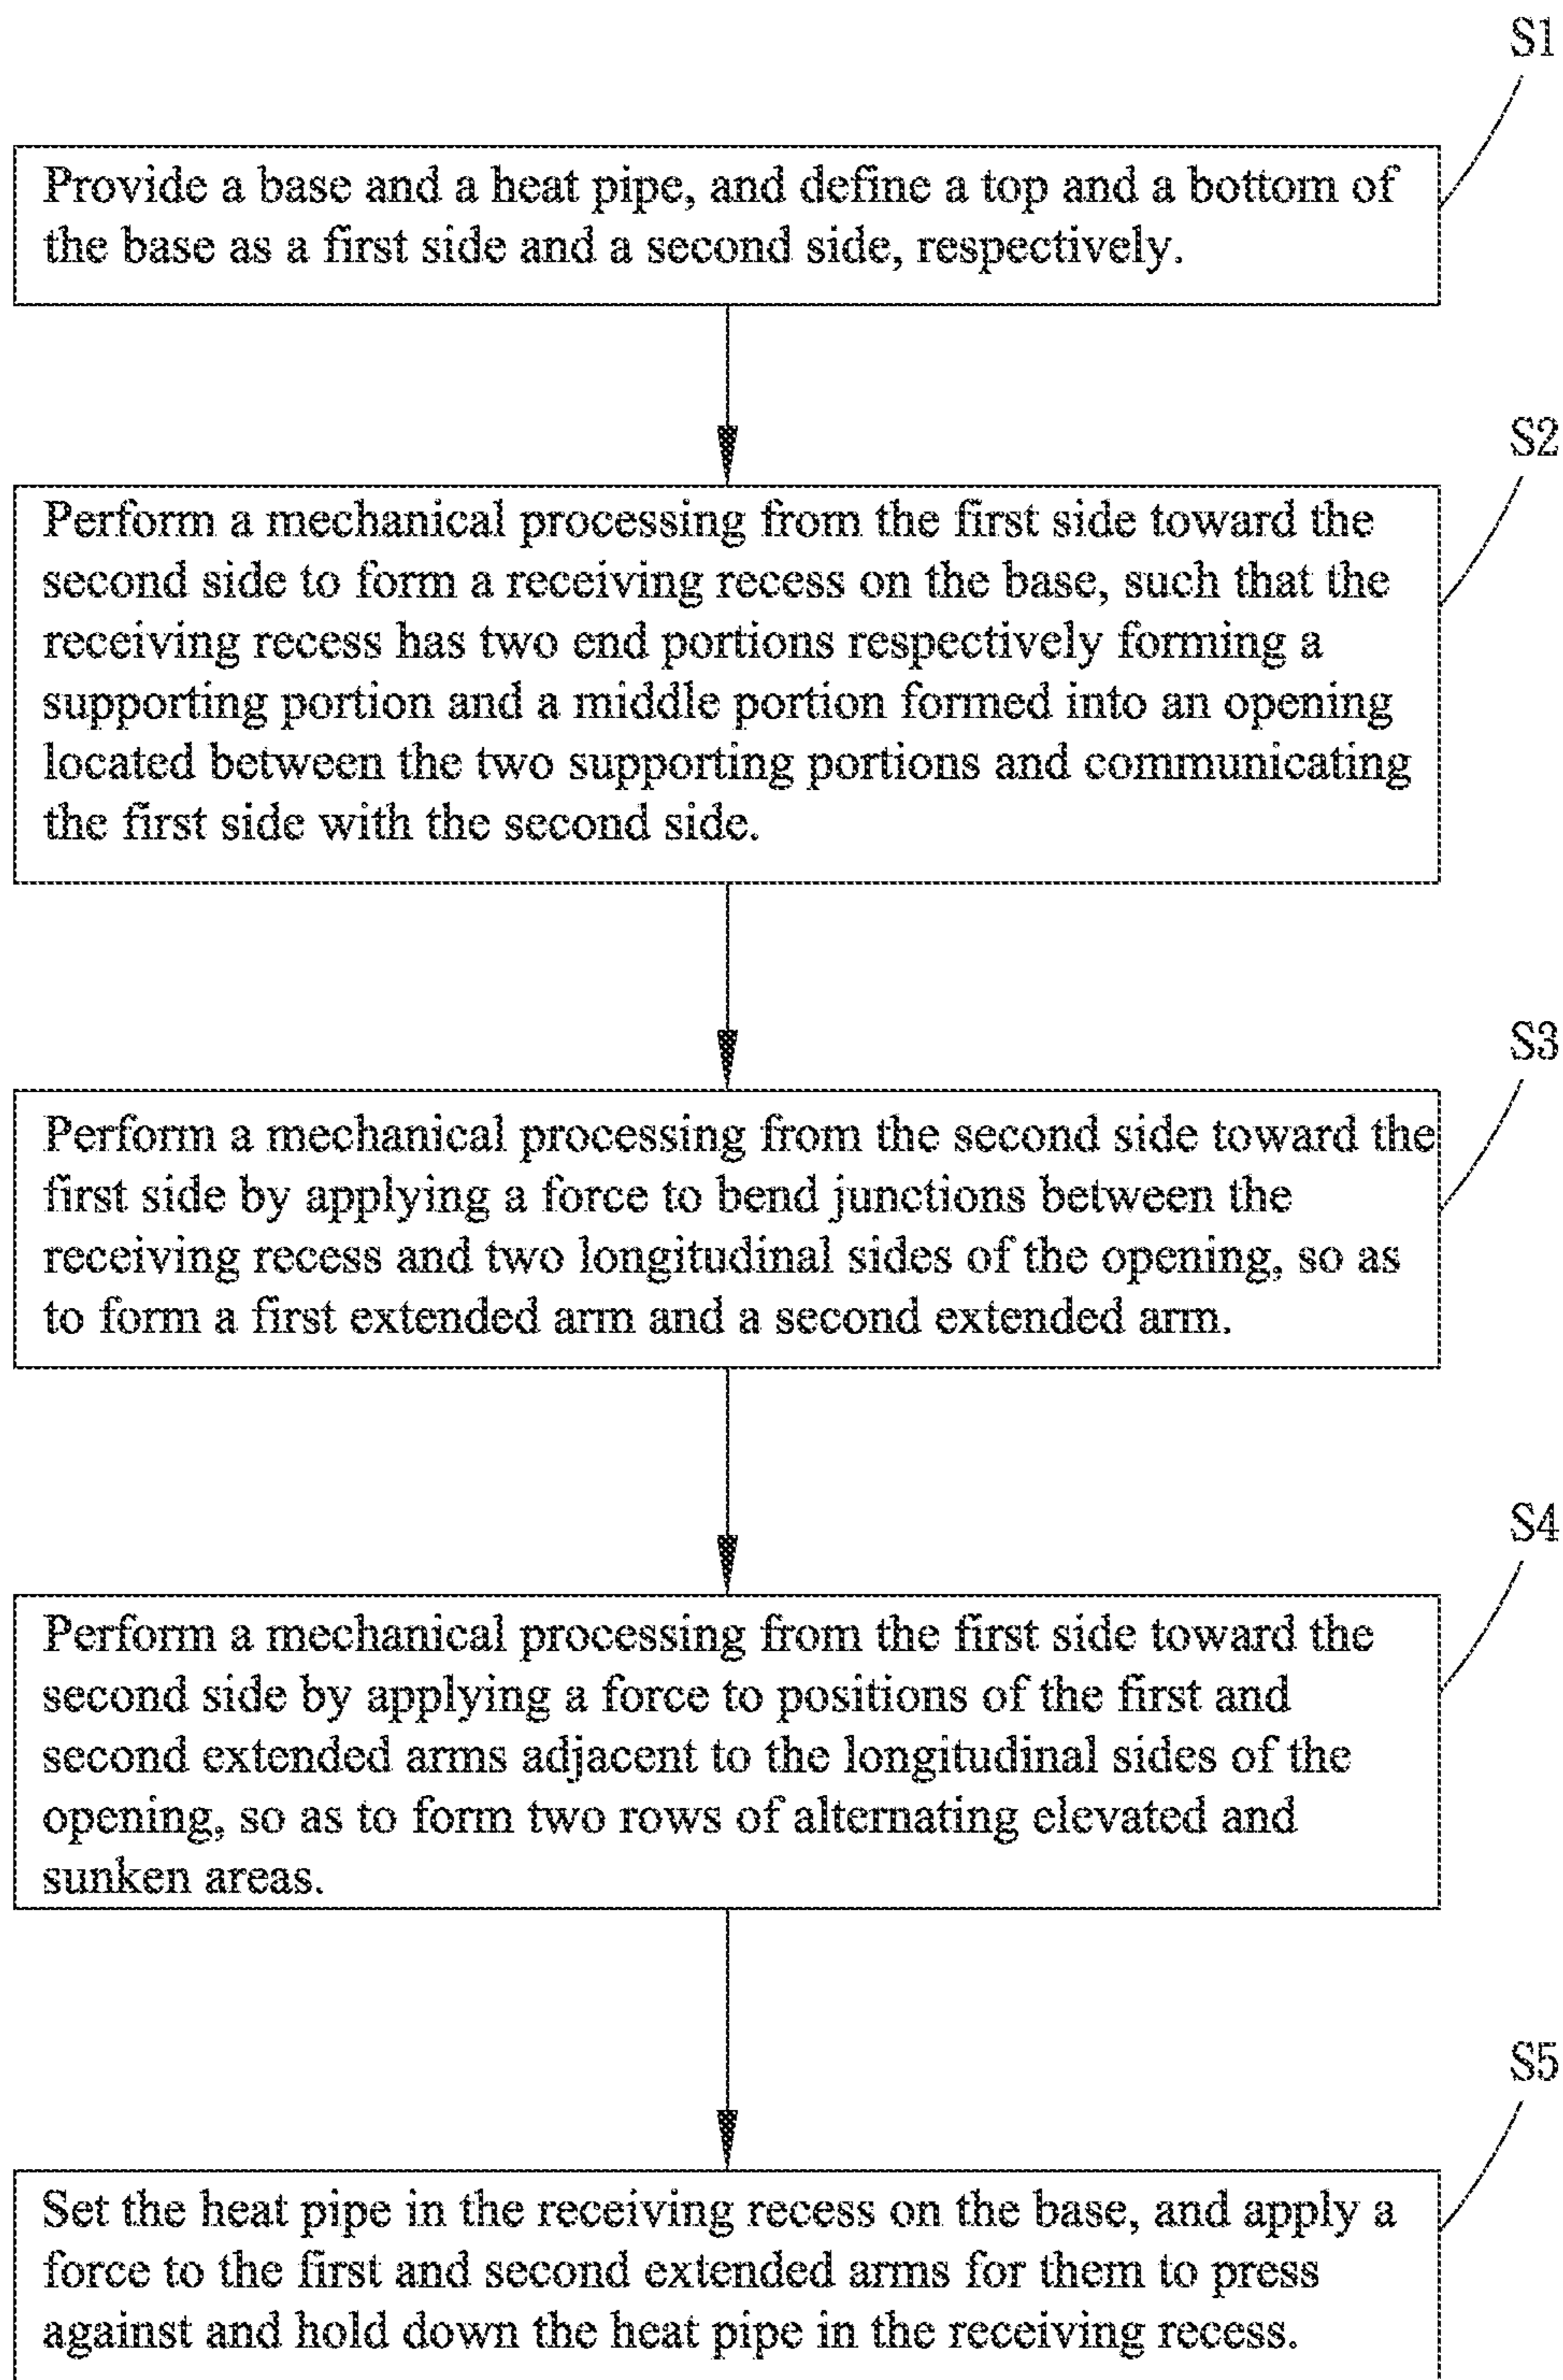 S1
Provide a base and a heat pipe, and define a top and a bottom of
the base as a first side and a second side, respectively.
S2
Perform a mechanical processing from the first side toward the
second side to form a receiving recess on the base, such that the
receiving recess has two end portions respectively forming a
supporting portion and a middle portion formed into an opening
located between the two supporting portions and communicating
the first side with the second side.
S3
Perform a mechanical processing from the second side toward the
first side by applying a force to bend junctions between the
receiving recess and two longitudinal sides of the opening, so as
to form a first extended arm and a second extended arm.
S4
Perform a mechanical processing from the first side toward the
second side by applying a force to positions of the first and
second extended arms adjacent to the longitudinal sides of the
opening, so as to form two rows of alternating elevated and
sunken areas.
S5
Set the heat pipe in the receiving recess on the base, and apply a
force to the first and second extended arms for them to press
against and hold down the heat pipe in the receiving recess.